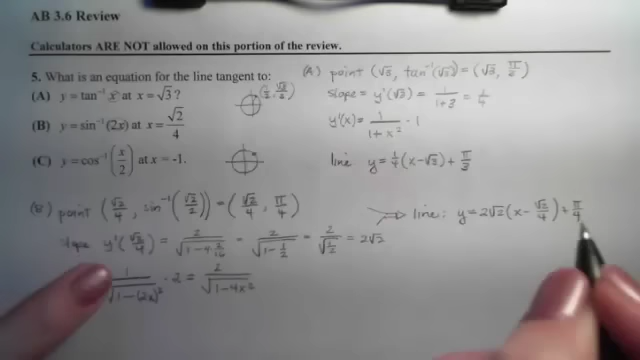 AB 3.6 Review
Calculators ARE NOT allowed on this portion of the review.
5. What is an equation for the line tangent to:
(A) y = tan⁻¹ x at x = √3?
(B) y = sin⁻¹(2x) at x = √2/4
(C) y = cos⁻¹(x/2) at x = -1.
(A) point (√3, tan⁻¹(√3)) = (√3, π/3)
slope = y'(√3) = 1/(1+3) = 1/4
y'(x) = 1/(1+x²) · 1
line y = 1/4(x-√3) + π/3
(1/2, √3/2)
(B) point (√2/4, sin⁻¹(√2/2)) = (√2/4, π/4)
slope y'(√2/4) = 2/√(1-4·2/16) = 2/√(1-1/2) = 2/√(1/2) = 2√2
1/√(1-(2x)²) · 2 = 2/√(1-4x²)
line: y = 2√2(x - √2/4) + π/4